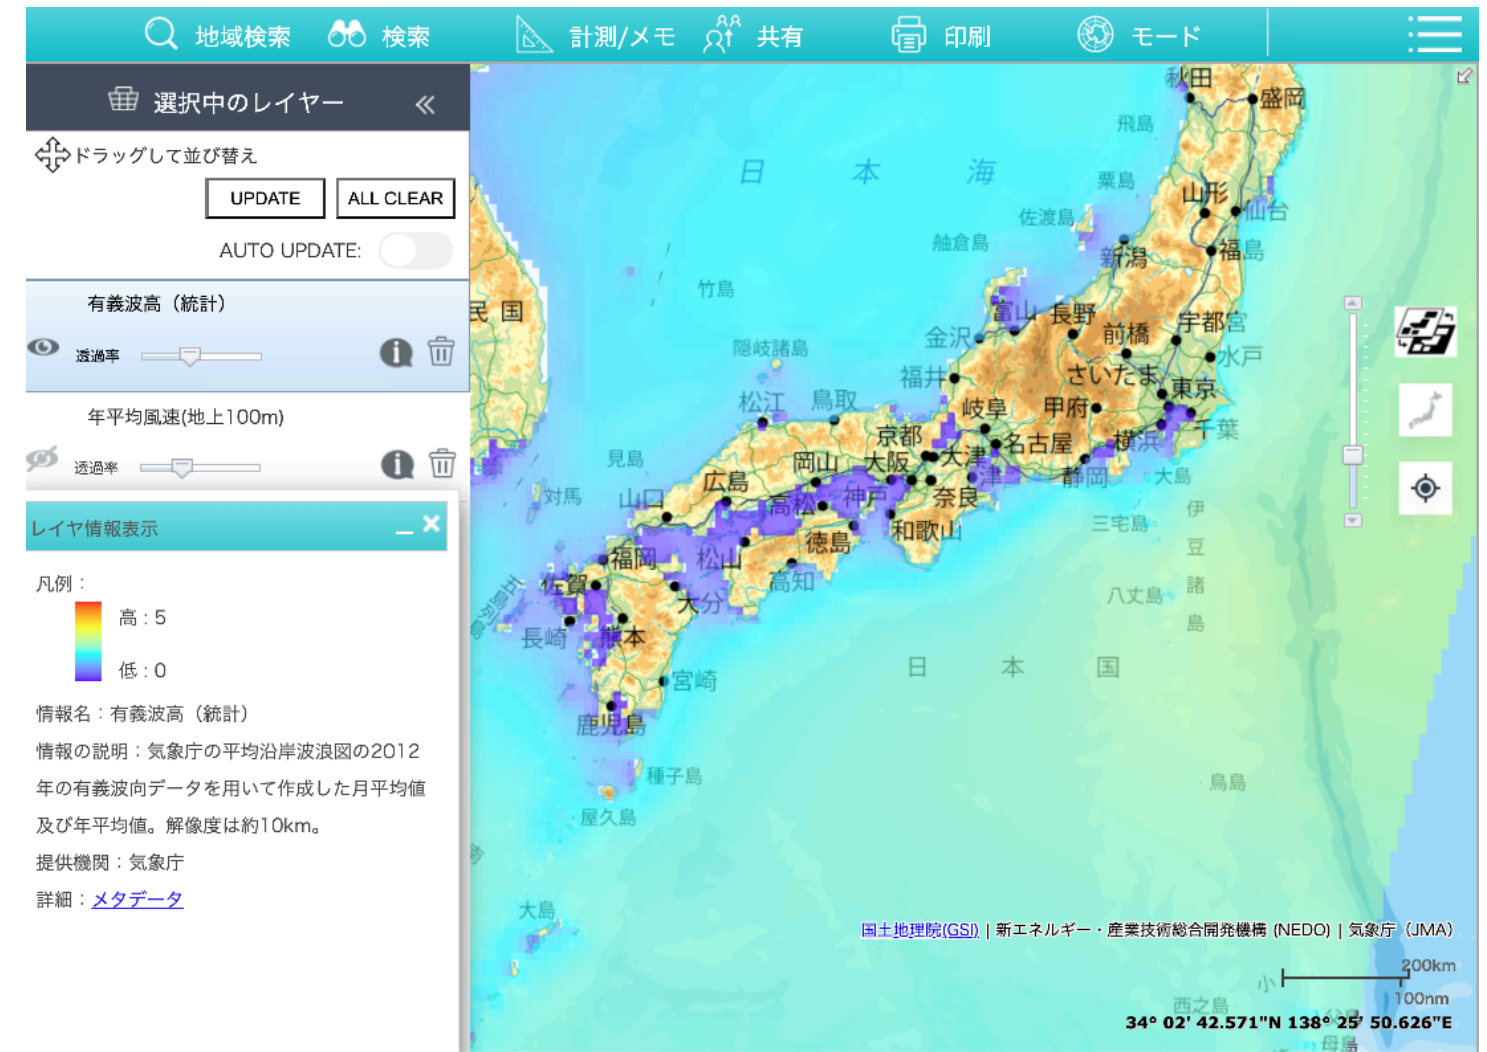 地域検索
検索
計測/メモ
共有
印刷
モード
選択中のレイヤー
ドラッグして並び替え
UPDATE
ALL CLEAR
AUTO UPDATE:
有義波高（統計）
透過率
年平均風速(地上100m)
透過率
レイヤ情報表示
凡例：
高 : 5
低 : 0
情報名：有義波高（統計）
情報の説明：気象庁の平均沿岸波浪図の2012
年の有義波向データを用いて作成した月平均値
及び年平均値。解像度は約10km。
提供機関：気象庁
詳細：メタデータ
秋田
盛岡
飛島
日 本 海
粟島
山形
佐渡島
仙台
舳倉島
新潟
福島
竹島
民 国
富山
長野
宇都宮
前橋
金沢
水戸
隠岐諸島
福井
さいたま
東京
松江
鳥取
岐阜
甲府
千葉
京都
名古屋
横浜
見島
岡山
大阪
大津
津
静岡
大島
対馬
山口
広島
高松
神戸
奈良
三宅島
伊
豆
諸
島
和歌山
徳島
福岡
松山
佐賀
高知
八丈島
五島列島
大分
長崎
熊本
日 本 国
宮崎
鹿児島
種子島
鳥島
屋久島
大島
国土地理院(GSI) | 新エネルギー・産業技術総合開発機構 (NEDO) | 気象庁（JMA）
200km
小
100nm
西之島
34° 02' 42.571"N 138° 25' 50.626"E
母島